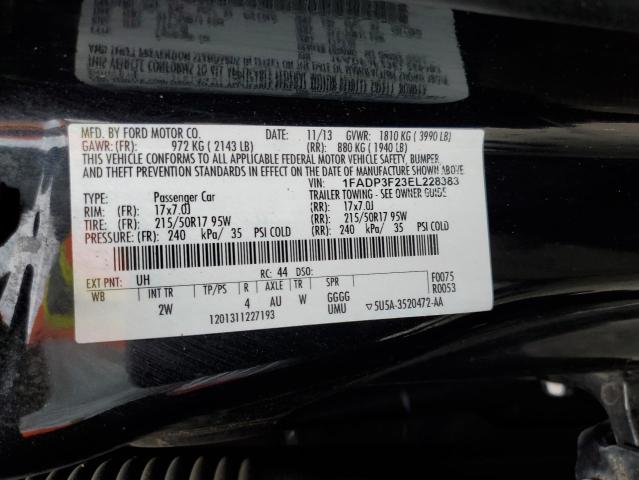 MFG. BY FORD MOTOR CO. DATE: 11/13 GVWR: 1810 KG ( 3990 LB)
GAWR: (FR): 972 KG ( 2143 LB) (RR): 880 KG ( 1940 LB)
THIS VEHICLE CONFORMS TO ALL APPLICABLE FEDERAL MOTOR VEHICLE SAFETY, BUMPER,
AND THEFT PREVENTION STANDARDS IN EFFECT ON THE DATE OF MANUFACTURE SHOWN ABOVE.
VIN: 1FADP3F23EL228383
TYPE: Passenger Car TRAILER TOWING - SEE OWNER GUIDE
RIM: (FR): 17x7.0J (RR): 17x7.0J
TIRE: (FR): 215/50R17 95W (RR): 215/50R17 95W
PRESSURE: (FR): 240 kPa/ 35 PSI COLD (RR): 240 kPa/ 35 PSI COLD
EXT PNT: UH RC: 44 DSO: F0075
WB INT TR TP/PS R AXLE TR SPR R0053
2W 4 AU W GGGG
UMU
1201311227193 ▽ 5U5A-3520472-AA